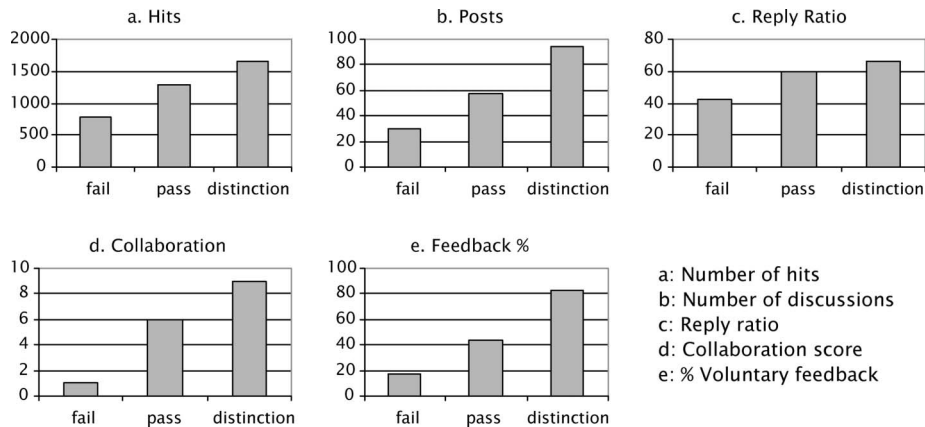 a. Hits
2000
1500
1000
500
0
fail pass distinction
b. Posts
100
80
60
40
20
0
fail pass distinction
c. Reply Ratio
80
60
40
20
0
fail pass distinction
d. Collaboration
10
8
6
4
2
0
fail pass distinction
e. Feedback %
100
80
60
40
20
0
fail pass distinction
a: Number of hits
b: Number of discussions
c: Reply ratio
d: Collaboration score
e: % Voluntary feedback